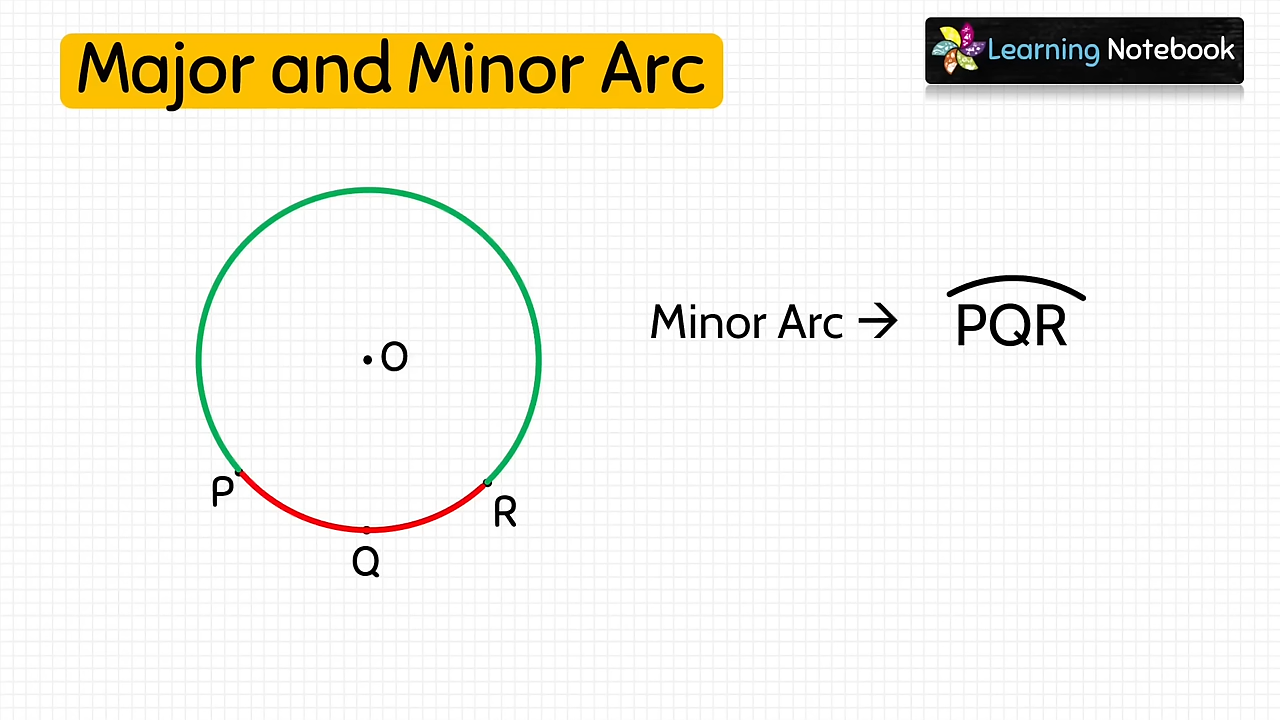 Major and Minor Arc
Learning Notebook
O
Minor Arc → PQR
P
R
Q